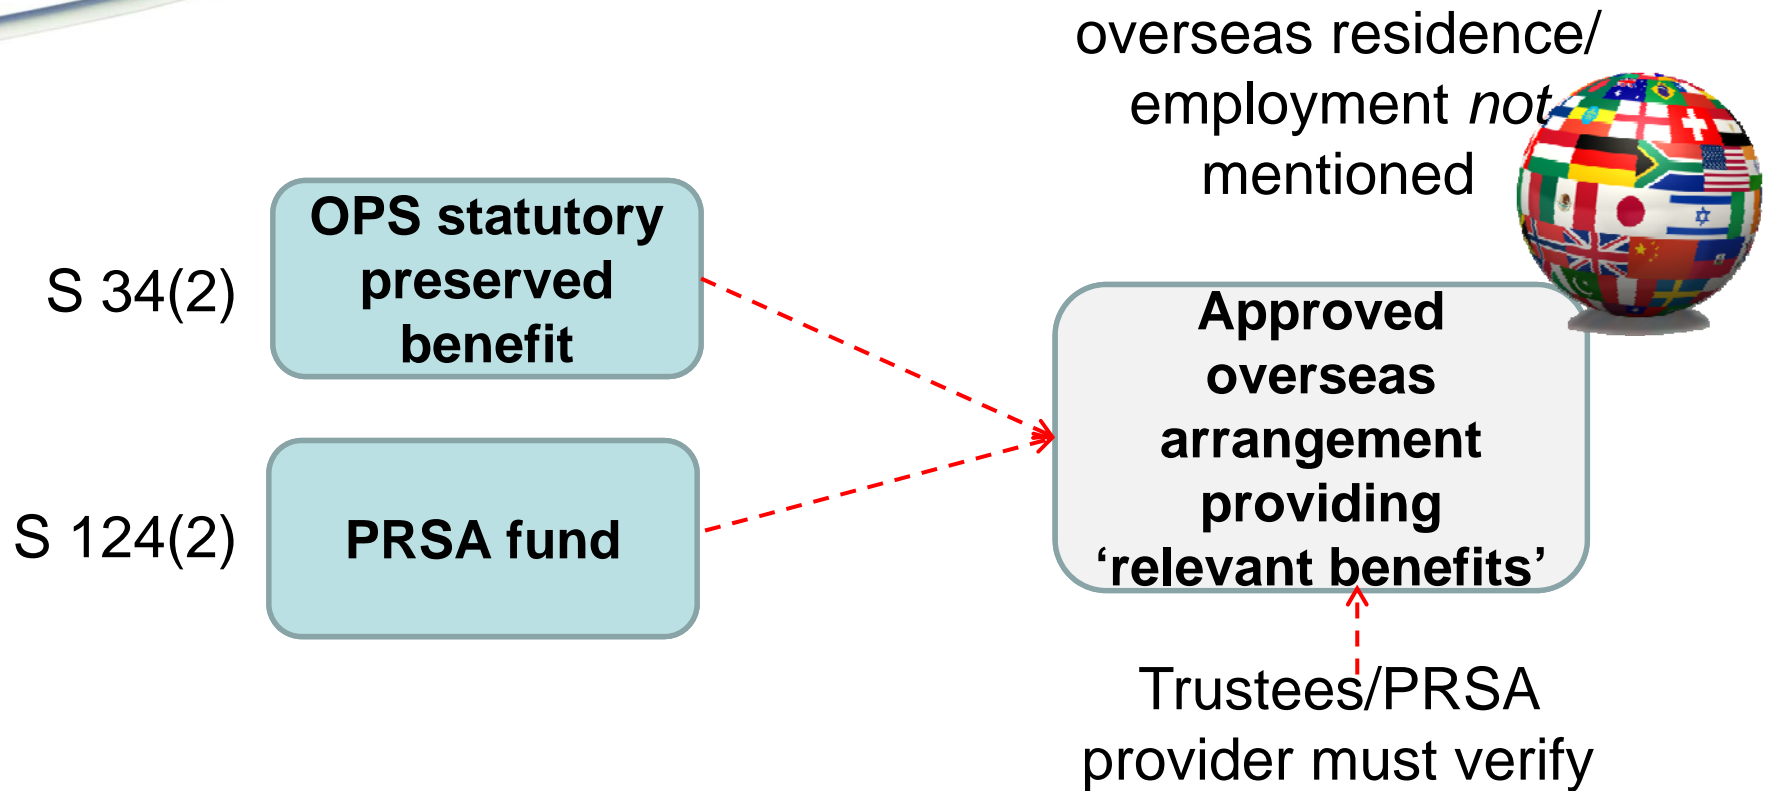 overseas residence/
employment not
mentioned
S 34(2)
OPS statutory
preserved
benefit
S 124(2)
PRSA fund
Approved
overseas
arrangement
providing
‘relevant benefits’
Trustees/PRSA
provider must verify